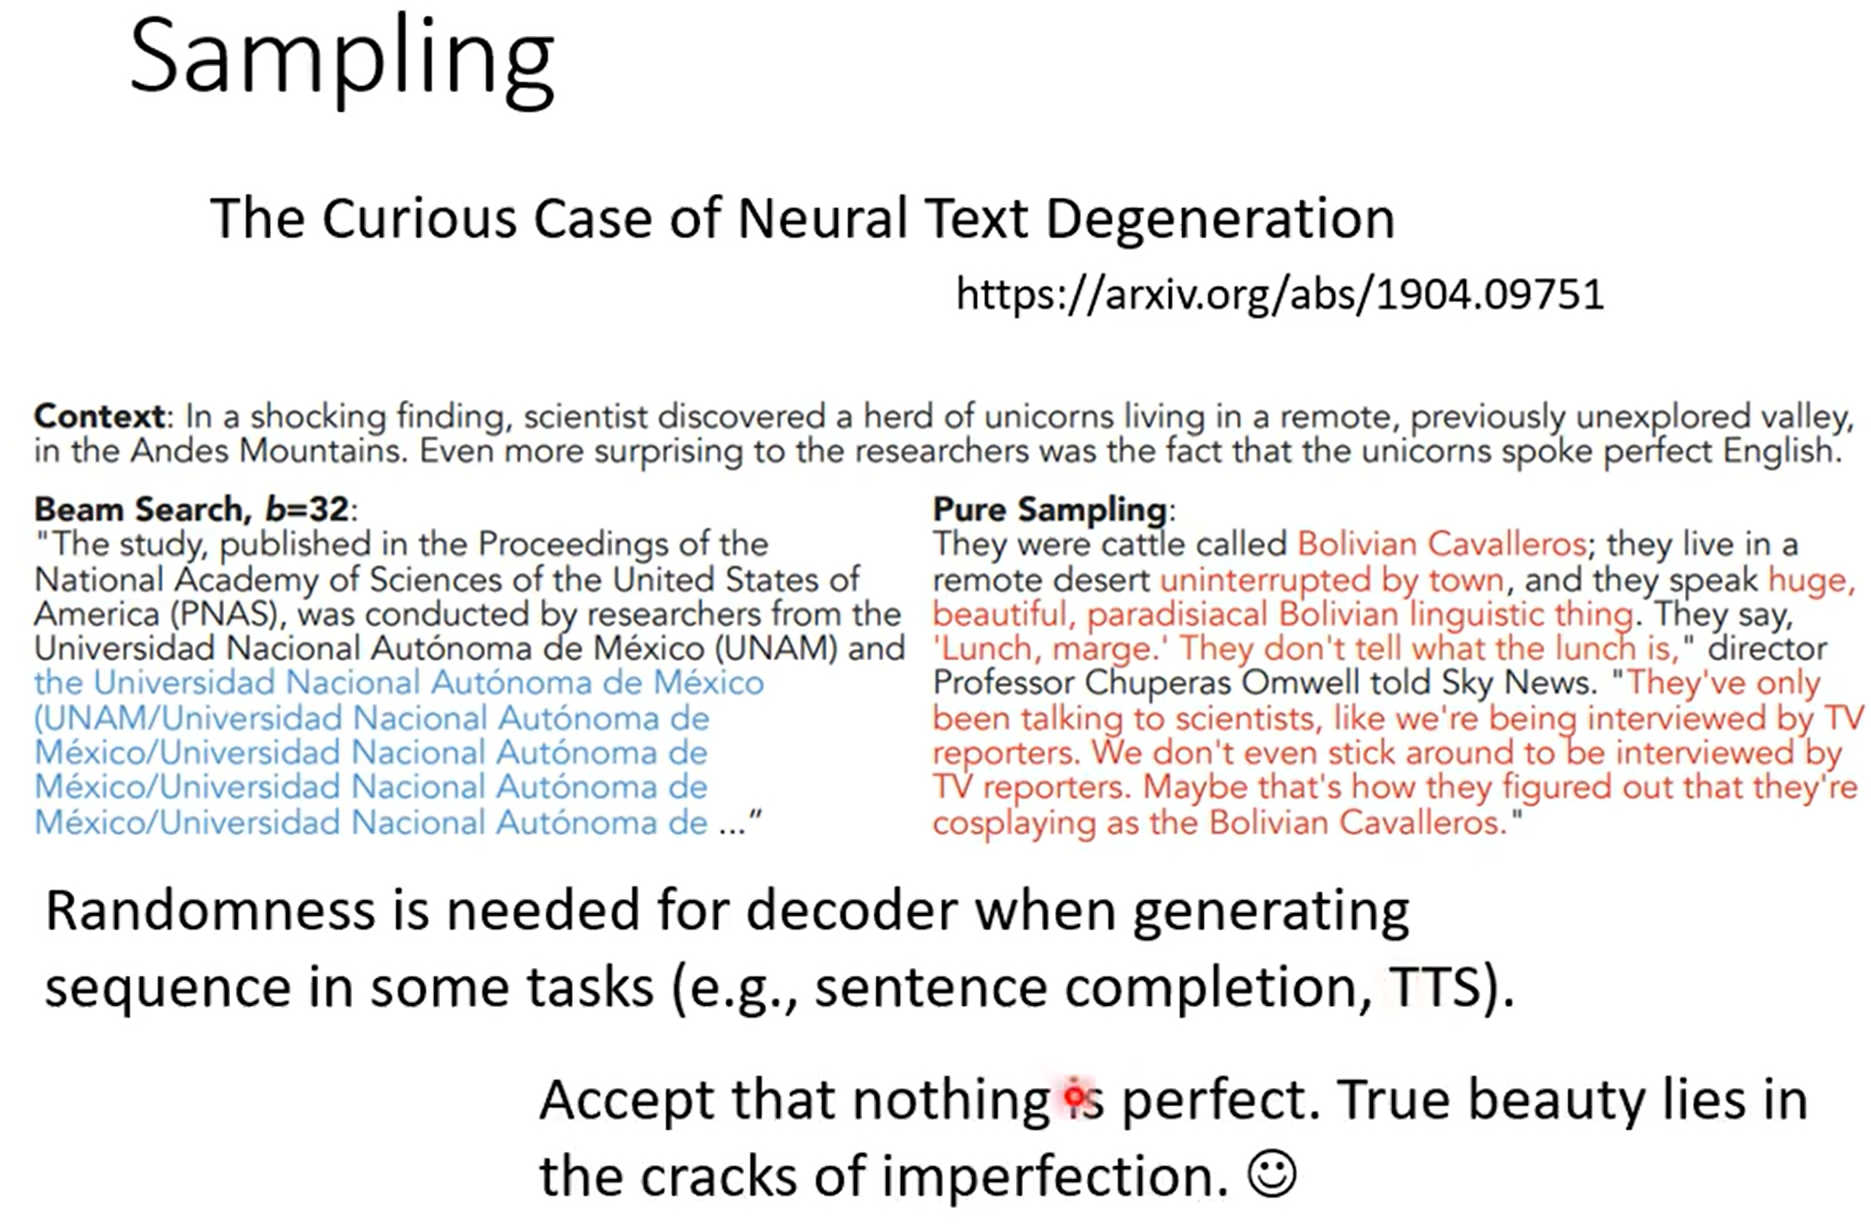 Sampling
The Curious Case of Neural Text Degeneration
https://arxiv.org/abs/1904.09751
Context: In a shocking finding, scientist discovered a herd of unicorns living in a remote, previously unexplored valley,
in the Andes Mountains. Even more surprising to the researchers was the fact that the unicorns spoke perfect English.
Beam Search, b=32:
"The study, published in the Proceedings of the
National Academy of Sciences of the United States of
America (PNAS), was conducted by researchers from the
Universidad Nacional Autónoma de México (UNAM) and
the Universidad Nacional Autónoma de México
(UNAM/Universidad Nacional Autónoma de
México/Universidad Nacional Autónoma de
México/Universidad Nacional Autónoma de
México/Universidad Nacional Autónoma de ...”
Pure Sampling:
They were cattle called Bolivian Cavalleros; they live in a
remote desert uninterrupted by town, and they speak huge,
beautiful, paradisiacal Bolivian linguistic thing. They say,
'Lunch, marge.' They don't tell what the lunch is," director
Professor Chuperas Omwell told Sky News. "They've only
been talking to scientists, like we're being interviewed by TV
reporters. We don't even stick around to be interviewed by
TV reporters. Maybe that's how they figured out that they're
cosplaying as the Bolivian Cavalleros."
Randomness is needed for decoder when generating
sequence in some tasks (e.g., sentence completion, TTS).
Accept that nothing is perfect. True beauty lies in
the cracks of imperfection. ☺